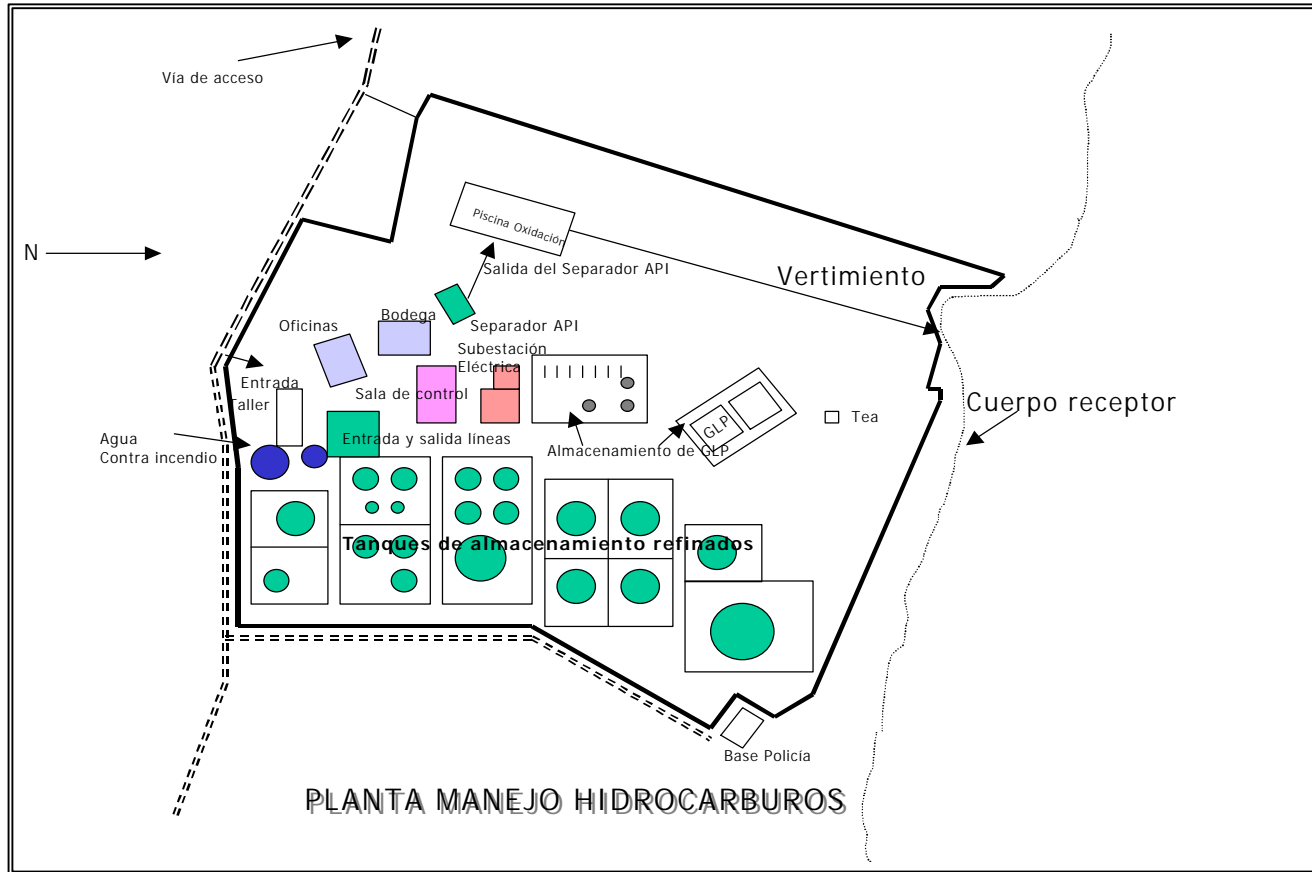 Vía de acceso
Piscina Oxidación
N
Salida del Separador API
Vertimiento
Bodega
Oficinas
Separador API
Subestación
Eléctrica
Entrada
Sala de control
Taller
GLP
Tea
Cuerpo receptor
Agua
Contra incendio
Entrada y salida líneas
Almacenamiento de GLP
Tanques de almacenamiento refinados
Base Policía
PLANTA MANEJO HIDROCARBUROS